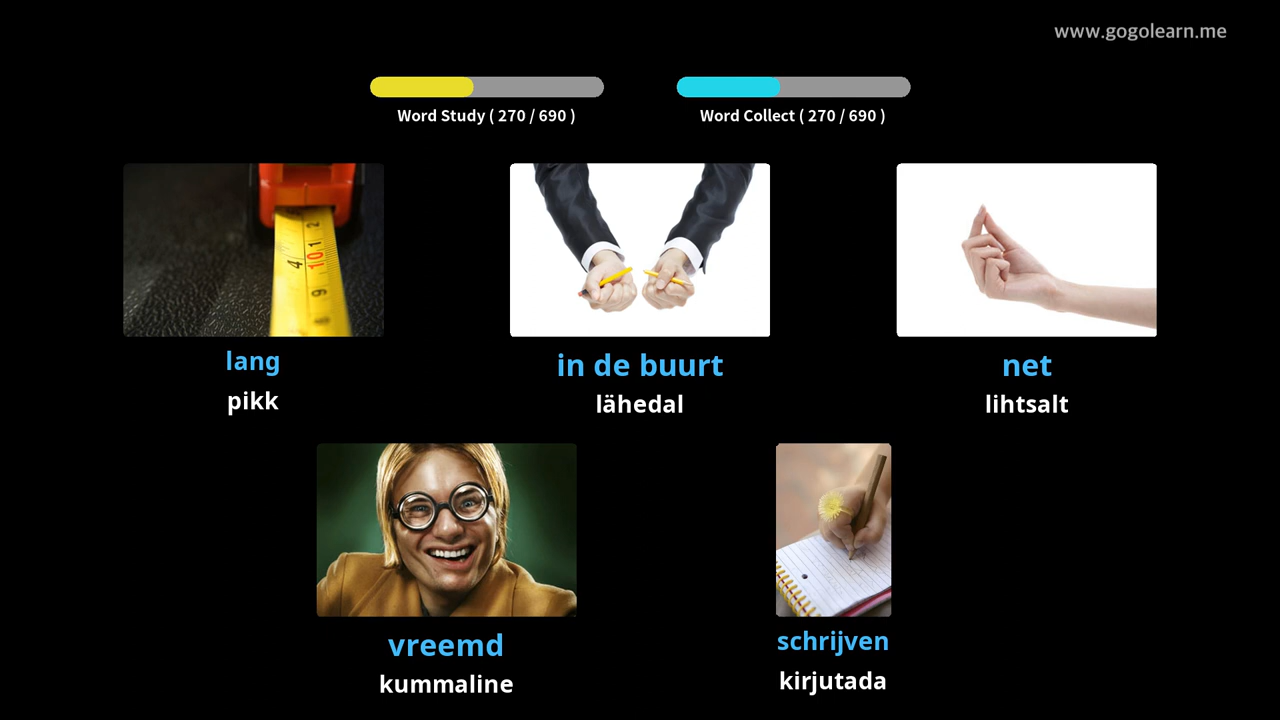 www.gogolearn.me
Word Study ( 270 / 690 )
Word Collect ( 270 / 690 )
lang
pikk
in de buurt
lähedal
net
lihtsalt
vreemd
kummaline
schrijven
kirjutada